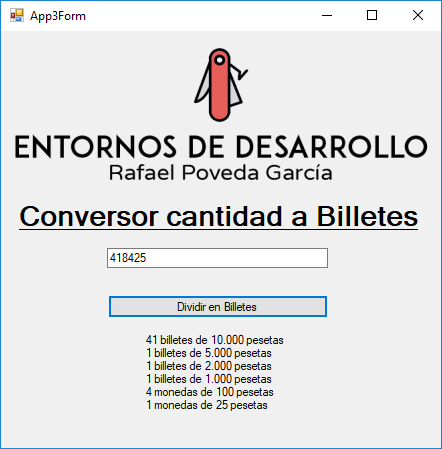 App3Form
ENTORNOS DE DESARROLLO
Rafael Poveda García
Conversor cantidad a Billetes
418425
Dividir en Billetes
41 billetes de 10.000 pesetas
1 billetes de 5.000 pesetas
1 billetes de 2.000 pesetas
1 billetes de 1.000 pesetas
4 monedas de 100 pesetas
1 monedas de 25 pesetas